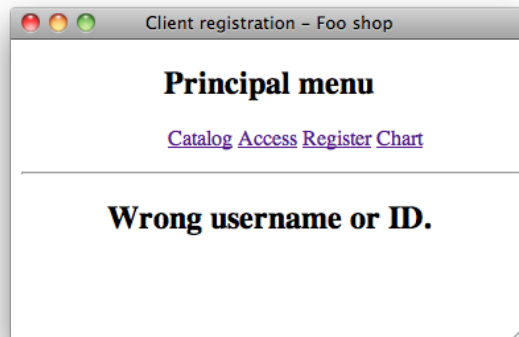 Client registration – Foo shop
Principal menu
Catalog Access Register Chart
Wrong username or ID.